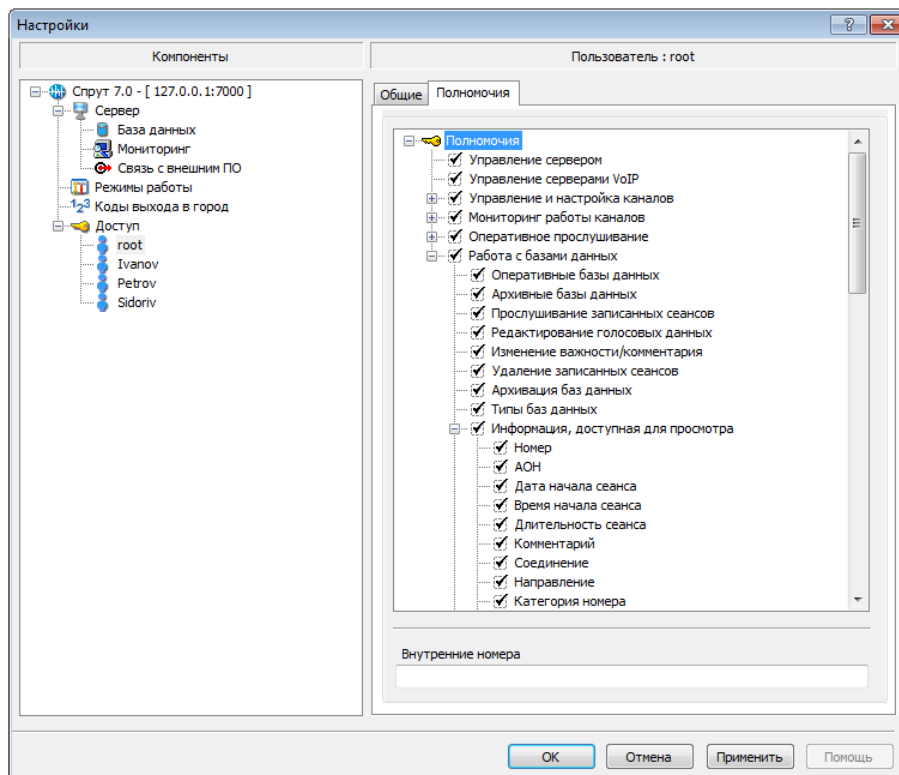 Настройки
Компоненты
Пользователь : root
Спрут 7.0 - [ 127.0.0.1:7000 ]
Сервер
База данных
Мониторинг
Связь с внешним ПО
Режимы работы
Коды выхода в город
Доступ
root
Ivanov
Petrov
Sidoriv
Общие
Полномочия
Полномочия
Управление сервером
Управление серверами VoIP
Управление и настройка каналов
Мониторинг работы каналов
Оперативное прослушивание
Работа с базами данных
Оперативные базы данных
Архивные базы данных
Прослушивание записанных сеансов
Редактирование голосовых данных
Изменение важности/комментария
Удаление записанных сеансов
Архивация баз данных
Типы баз данных
Информация, доступная для просмотра
Номер
АОН
Дата начала сеанса
Время начала сеанса
Длительность сеанса
Комментарий
Соединение
Направление
Категория номера
Внутренние номера
OK
Отмена
Применить
Помощь